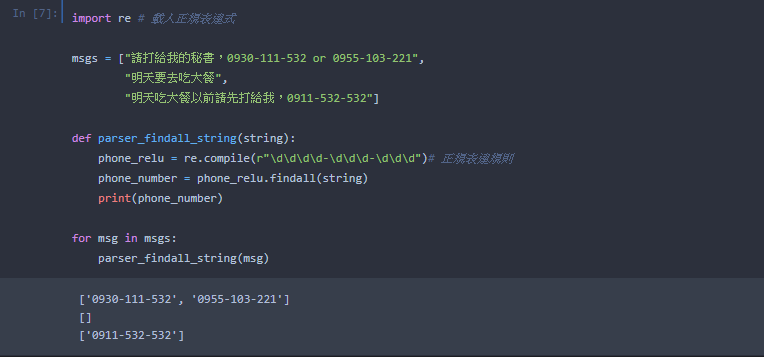 In [7]:
import re # 載入正規表達式
msgs = ["請打給我的秘書，0930-111-532 or 0955-103-221",
"明天要去吃大餐",
"明天吃大餐以前請先打給我，0911-532-532"]
def parser_findall_string(string):
phone_relu = re.compile(r"\d\d\d\d-\d\d\d-\d\d\d")# 正規表達規則
phone_number = phone_relu.findall(string)
print(phone_number)
for msg in msgs:
parser_findall_string(msg)
['0930-111-532', '0955-103-221']
[]
['0911-532-532']